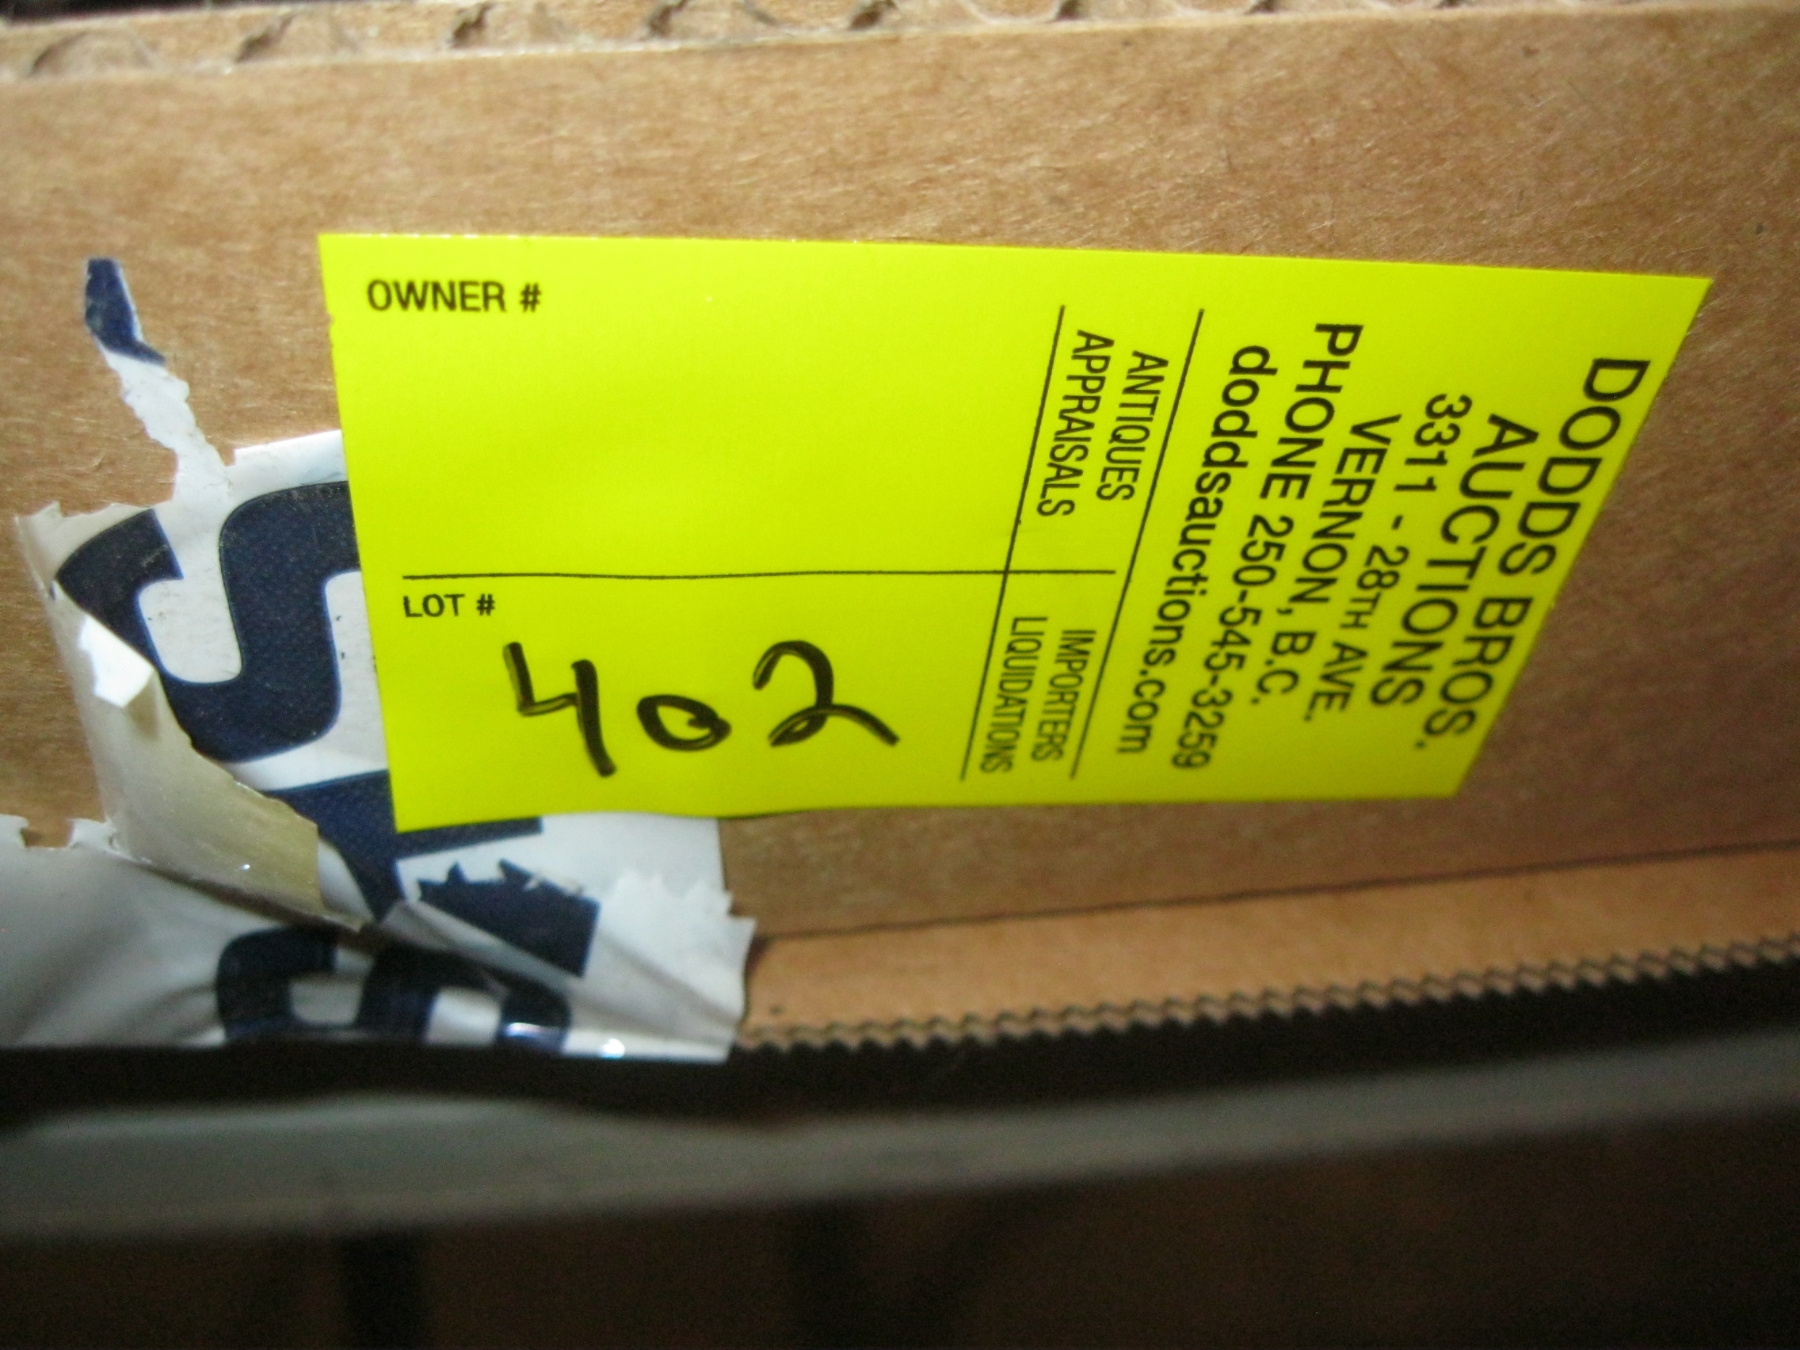 DODDS BROS.
AUCTIONS
3311 - 28TH AVE.
VERNON, B.C.
PHONE 250-545-3259
doddsauctions.com
ANTIQUES
APPRAISALS
IMPORTERS
LIQUIDATIONS
OWNER #
LOT #
402